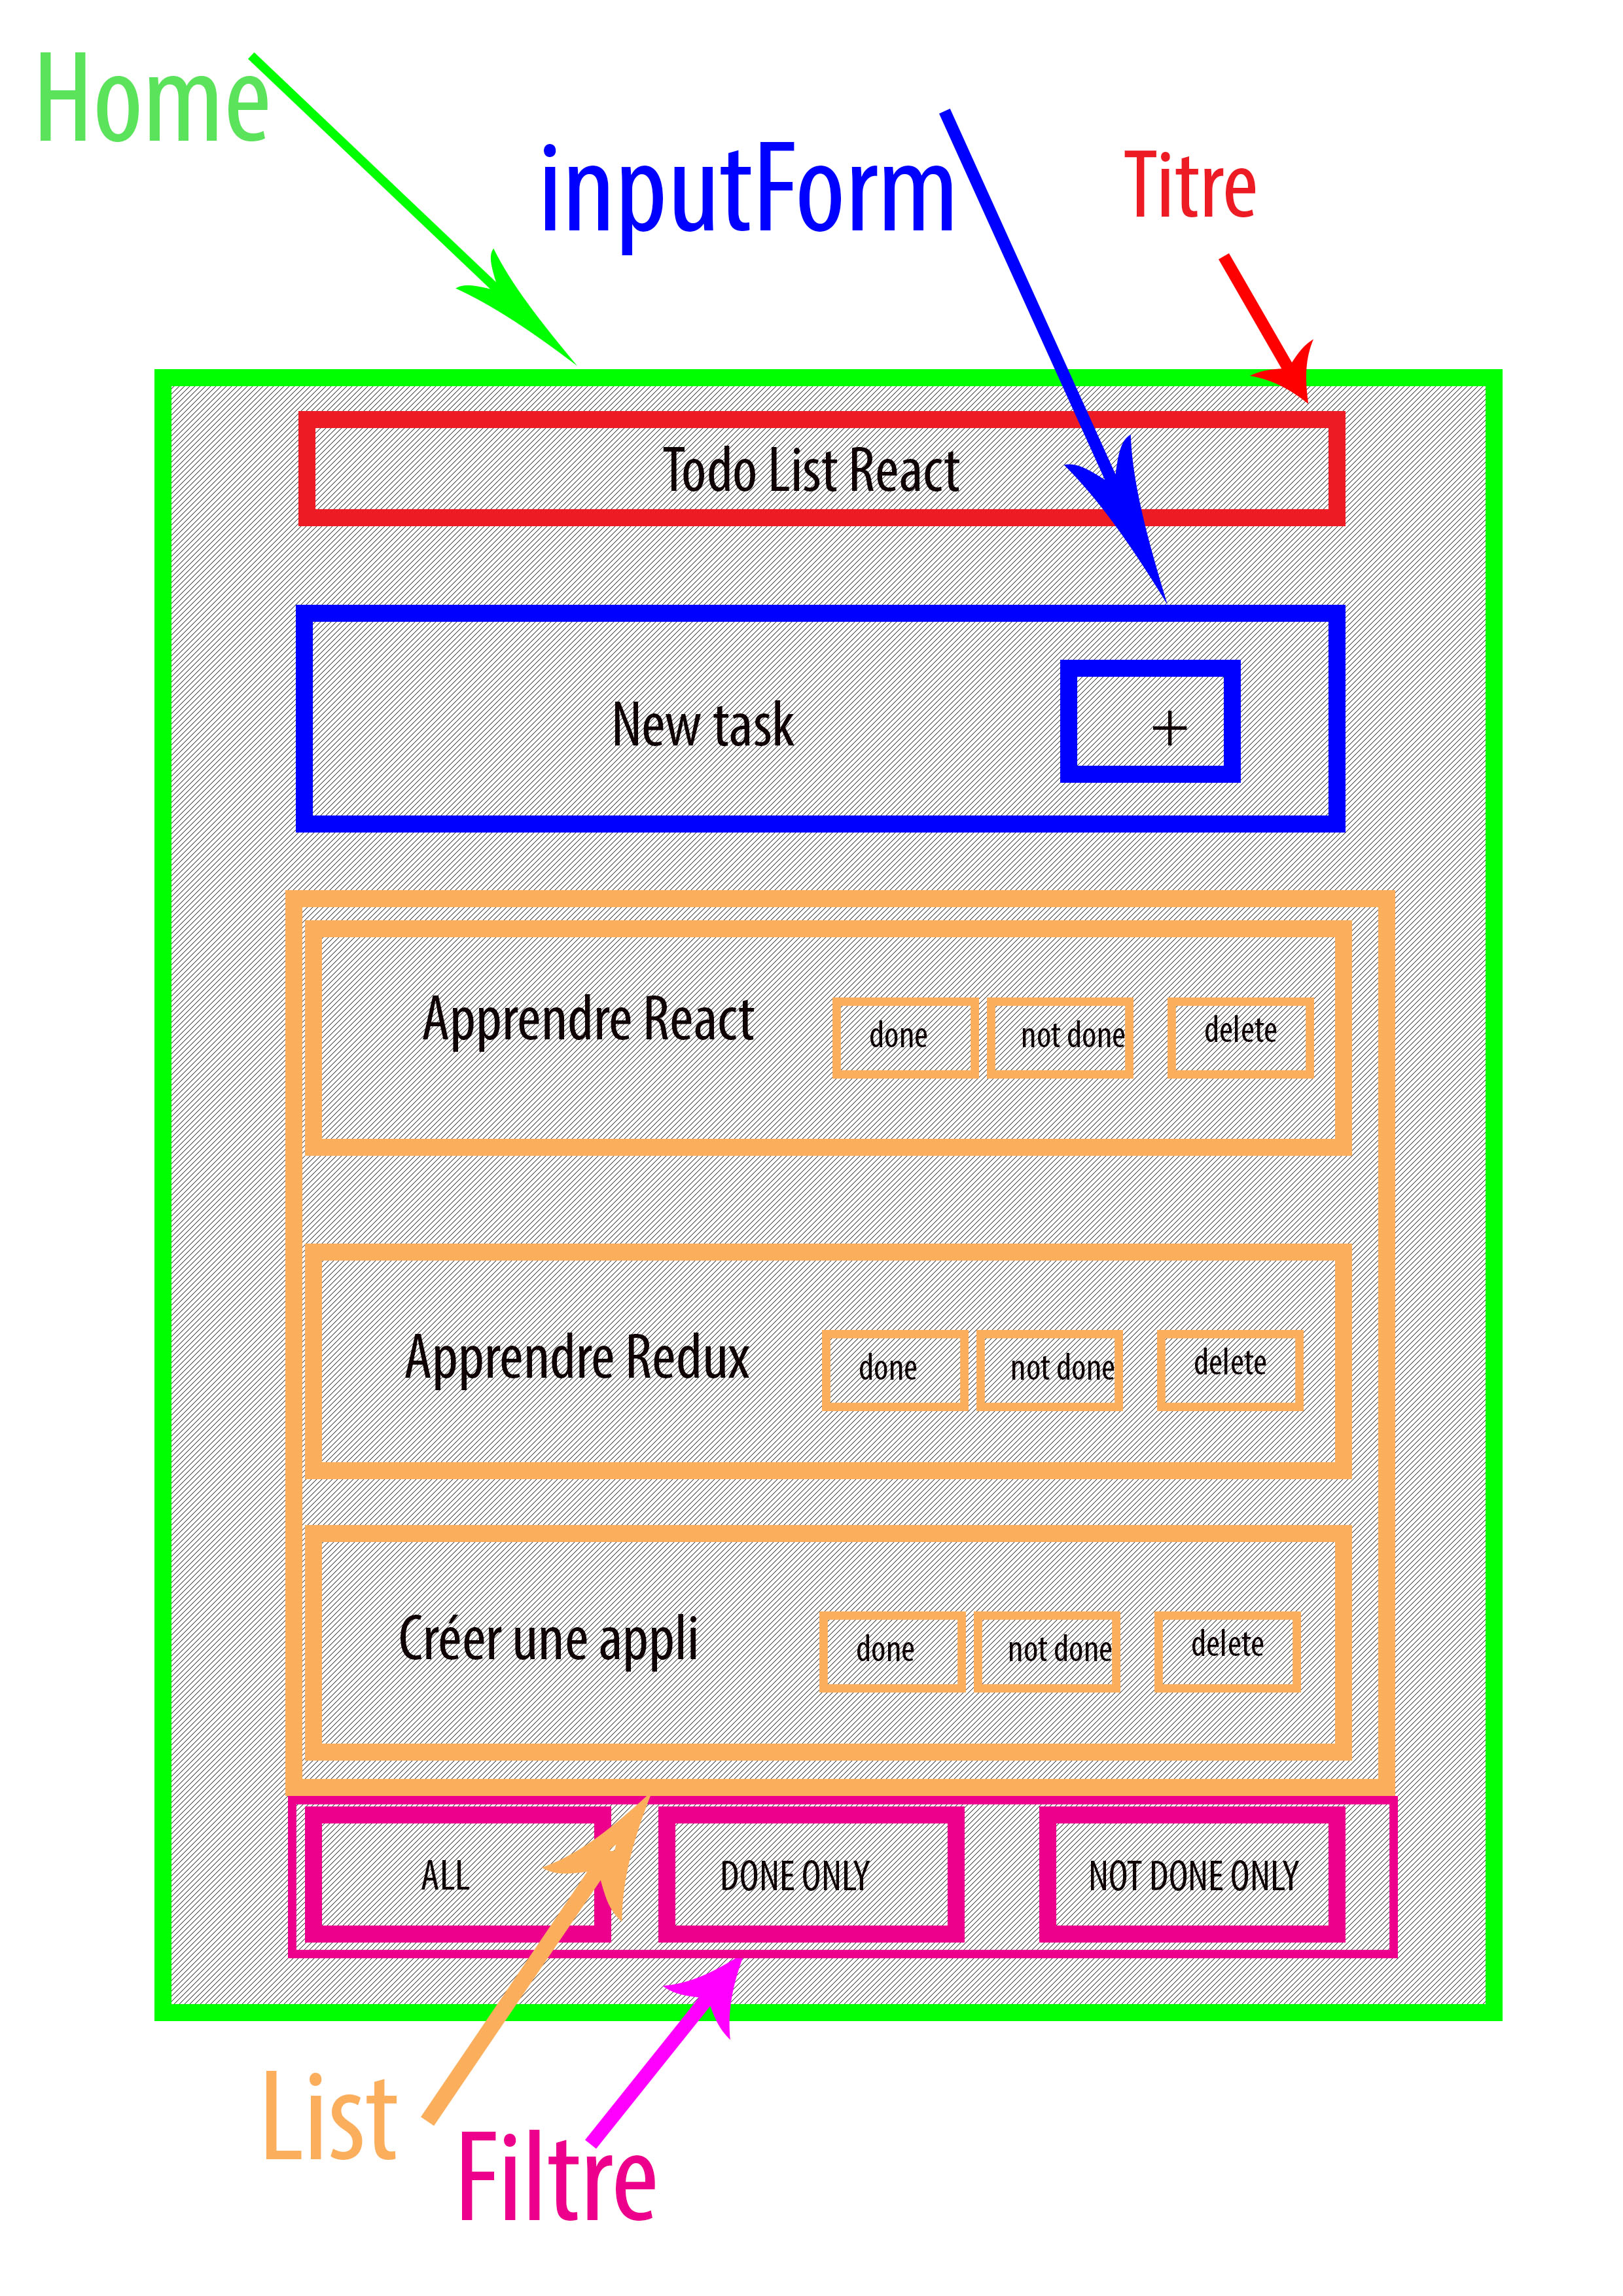 Home
inputForm
Titre
Todo List React
New task
+
Apprendre React
done
not done
delete
Apprendre Redux
done
not done
delete
Créer une appli
done
not done
delete
ALL
DONE ONLY
NOT DONE ONLY
List
Filtre